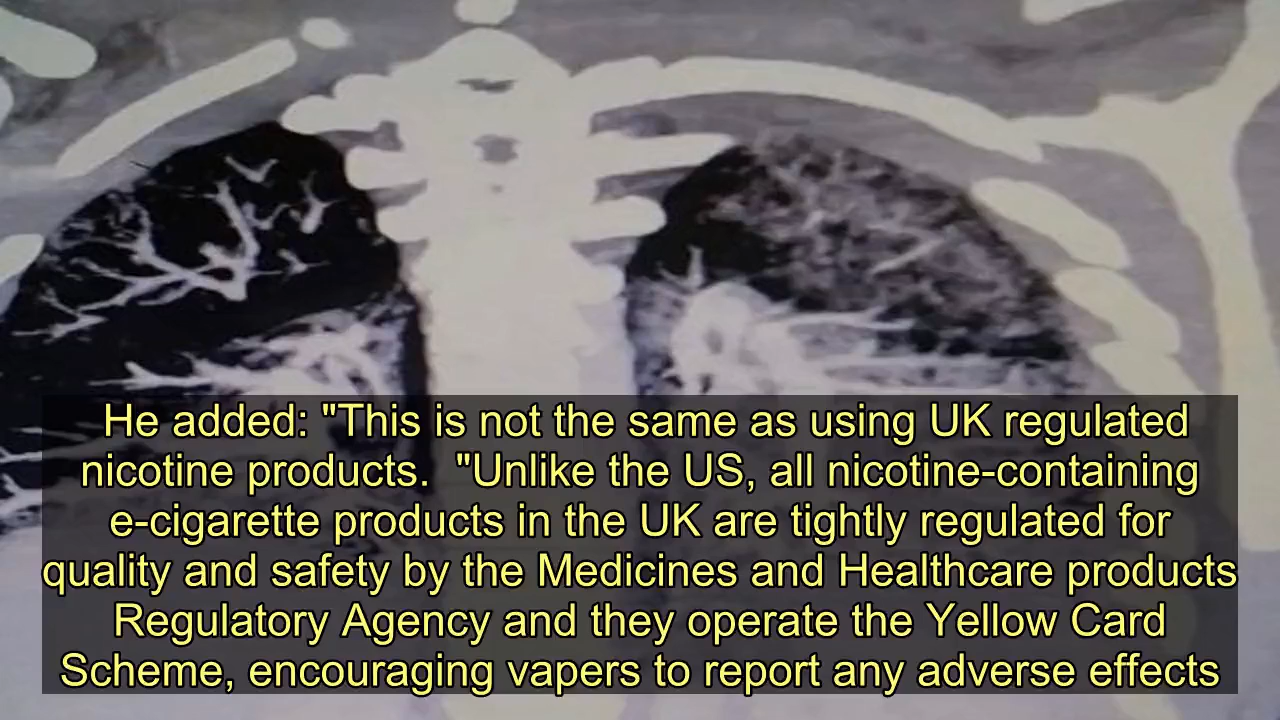 He added: "This is not the same as using UK regulated
nicotine products.  "Unlike the US, all nicotine-containing
e-cigarette products in the UK are tightly regulated for
quality and safety by the Medicines and Healthcare products
Regulatory Agency and they operate the Yellow Card
Scheme, encouraging vapers to report any adverse effects